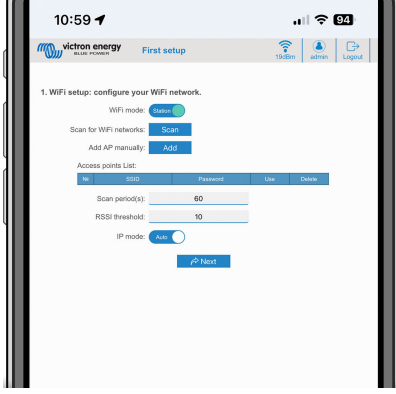 10:59 94
victron energy First setup
BLUE POWER 19dBm admin Logout
1. WiFi setup: configure your WiFi network.
WiFi mode: Station
Scan for WiFi networks: Scan
Add AP manually: Add
Access points List:
№ SSID Password Use Delete
Scan period(s): 60
RSSI threshold: 10
IP mode: Auto
Next